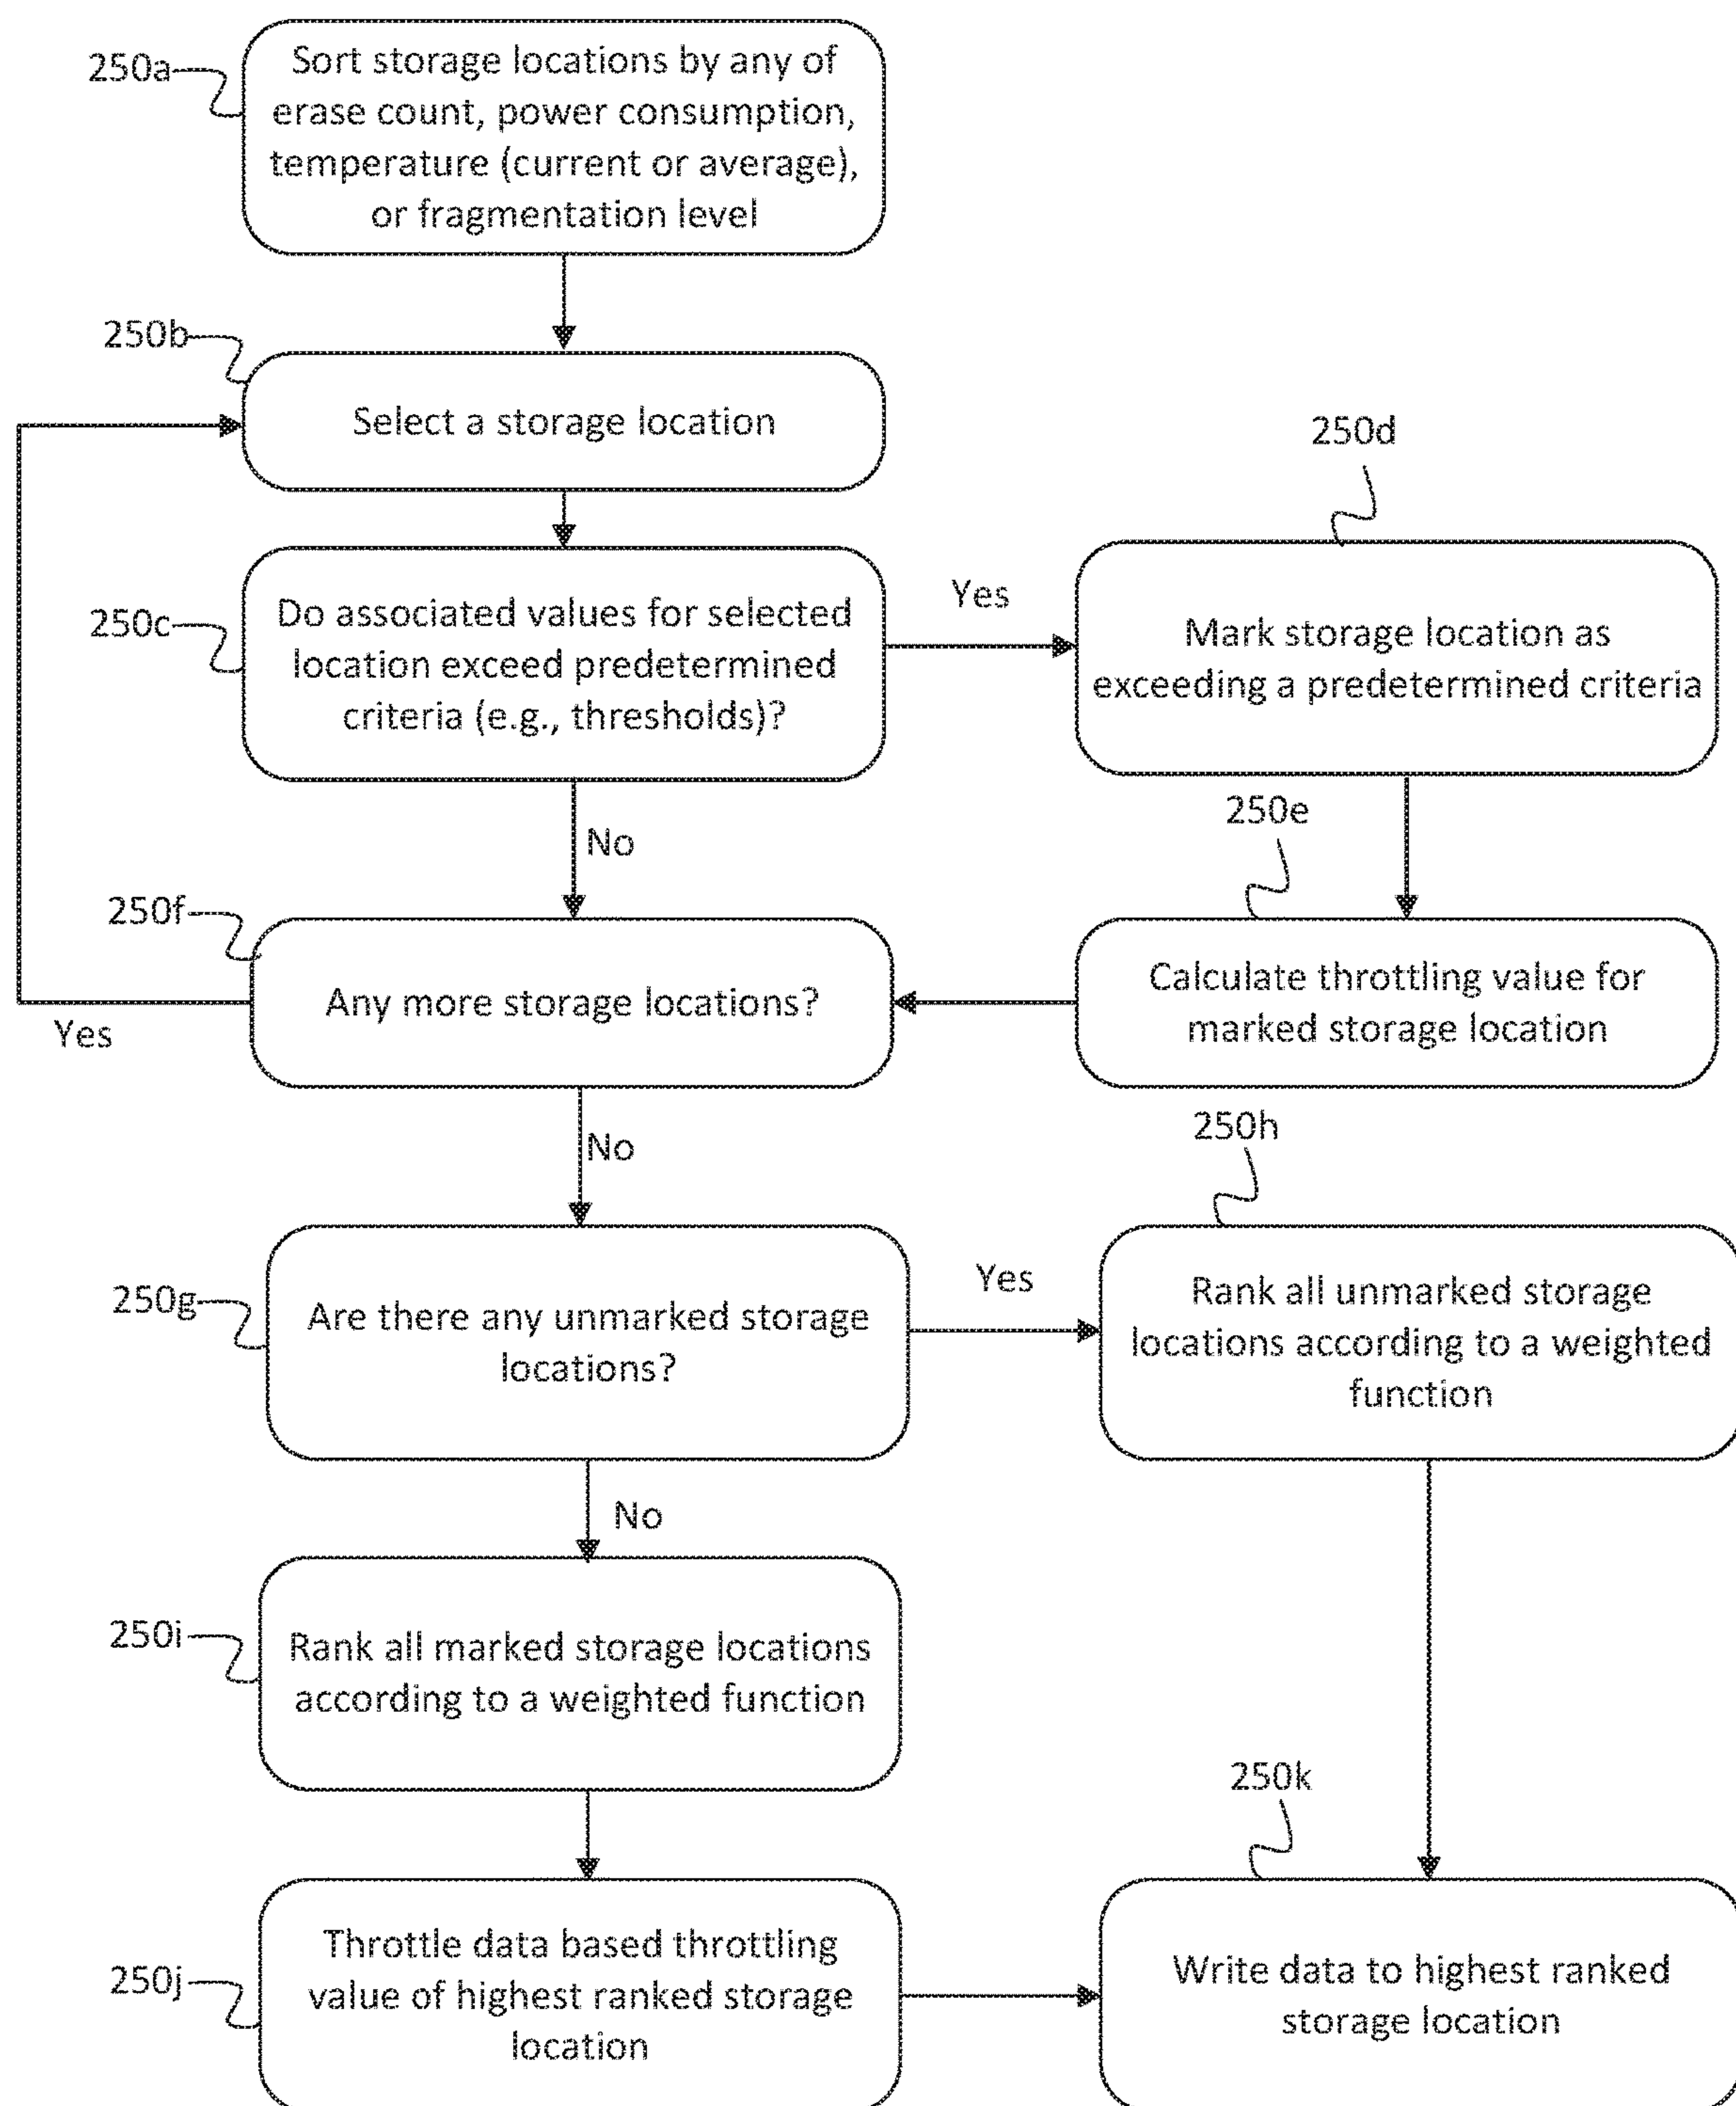 250a
Sort storage locations by any of
erase count, power consumption,
temperature (current or average),
or fragmentation level
250b
Select a storage location
250c
Do associated values for selected
location exceed predetermined
criteria (e.g., thresholds)?
Yes
250d
Mark storage location as
exceeding a predetermined criteria
No
250e
Calculate throttling value for
marked storage location
250f
Any more storage locations?
Yes
No
250g
Are there any unmarked storage
locations?
Yes
250h
Rank all unmarked storage
locations according to a weighted
function
No
250i
Rank all marked storage locations
according to a weighted function
250j
Throttle data based throttling
value of highest ranked storage
location
250k
Write data to highest ranked
storage location